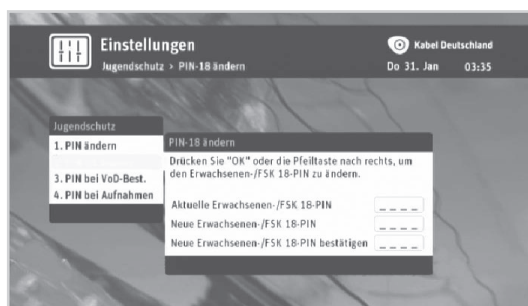 Einstellungen
Jugendschutz > PIN-18 ändern
Kabel Deutschland
Do 31. Jan 03:35
Jugendschutz
1. PIN ändern
3. PIN bei VoD-Best.
4. PIN bei Aufnahmen
PIN-18 ändern
Drücken Sie "OK" oder die Pfeiltaste nach rechts, um
den Erwachsenen-/FSK 18-PIN zu ändern.
Aktuelle Erwachsenen-/FSK 18-PIN _ _ _ _
Neue Erwachsenen-/FSK 18-PIN _ _ _ _
Neue Erwachsenen-/FSK 18-PIN bestätigen _ _ _ _